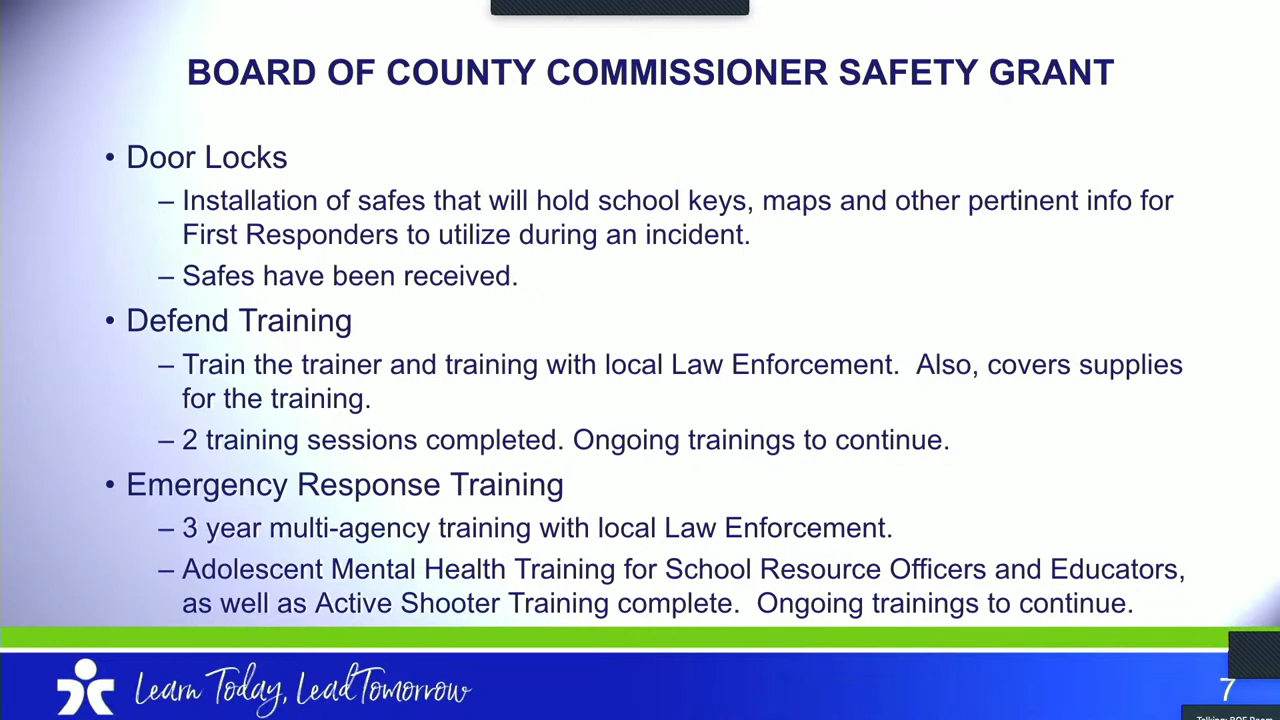 BOARD OF COUNTY COMMISSIONER SAFETY GRANT
• Door Locks
– Installation of safes that will hold school keys, maps and other pertinent info for
First Responders to utilize during an incident.
– Safes have been received.
• Defend Training
– Train the trainer and training with local Law Enforcement.  Also, covers supplies
for the training.
– 2 training sessions completed. Ongoing trainings to continue.
• Emergency Response Training
– 3 year multi-agency training with local Law Enforcement.
– Adolescent Mental Health Training for School Resource Officers and Educators,
as well as Active Shooter Training complete.  Ongoing trainings to continue.
Learn Today, Lead Tomorrow
7